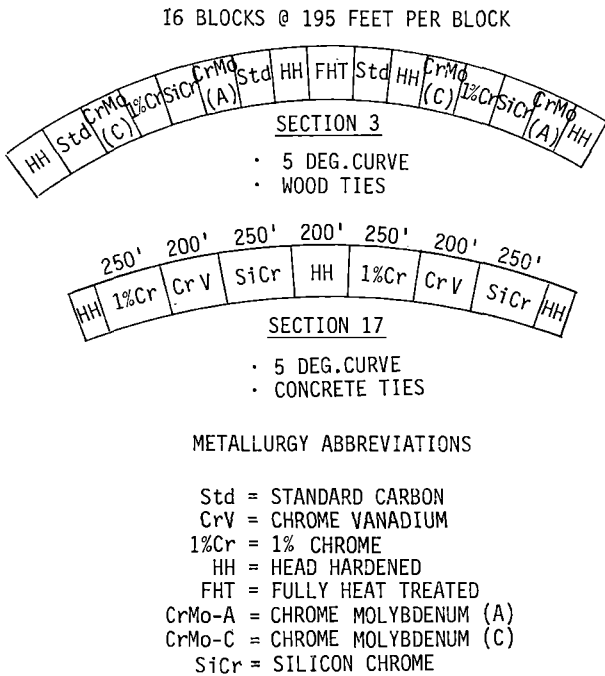 16 BLOCKS @ 195 FEET PER BLOCK
HH Std CrMo (C) 1%Cr SiCr CrMo (A) Std HH FHT Std HH CrMo (C) 1%Cr SiCr CrMo (A) HH
SECTION 3
· 5 DEG.CURVE
· WOOD TIES
250' 200' 250' 200' 250' 200' 250'
HH 1%Cr CrV SiCr HH 1%Cr CrV SiCr HH
SECTION 17
· 5 DEG.CURVE
· CONCRETE TIES
METALLURGY ABBREVIATIONS
Std = STANDARD CARBON
CrV = CHROME VANADIUM
1%Cr = 1% CHROME
HH = HEAD HARDENED
FHT = FULLY HEAT TREATED
CrMo-A = CHROME MOLYBDENUM (A)
CrMo-C = CHROME MOLYBDENUM (C)
SiCr = SILICON CHROME